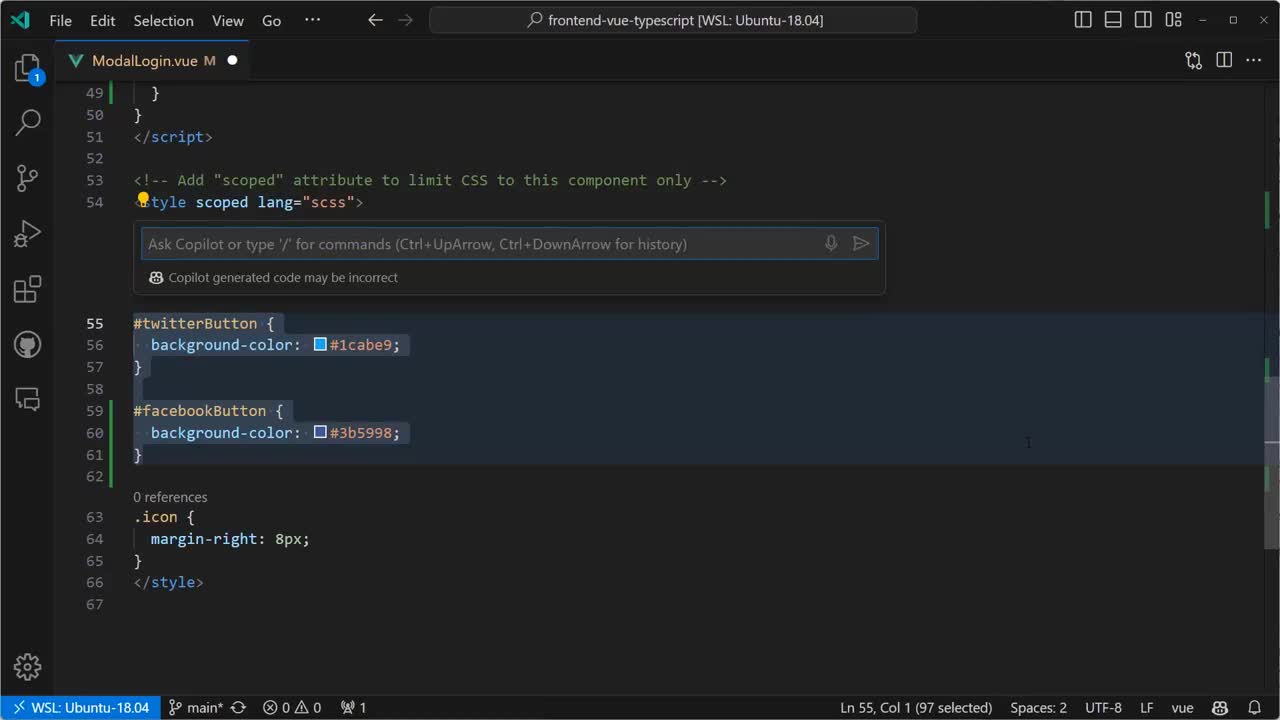 File Edit Selection View Go ··· frontend-vue-typescript [WSL: Ubuntu-18.04]
ModalLogin.vue M
1
49 }
50 }
51 </script>
52
53 <!-- Add "scoped" attribute to limit CSS to this component only -->
54 <style scoped lang="scss">
Ask Copilot or type '/' for commands (Ctrl+UpArrow, Ctrl+DownArrow for history)
Copilot generated code may be incorrect
55 #twitterButton {
56 background-color: #1cabe9;
57 }
58
59 #facebookButton {
60 background-color: #3b5998;
61 }
62
0 references
63 .icon {
64 margin-right: 8px;
65 }
66 </style>
67
WSL: Ubuntu-18.04 main* 0 0 1 Ln 55, Col 1 (97 selected) Spaces: 2 UTF-8 LF vue